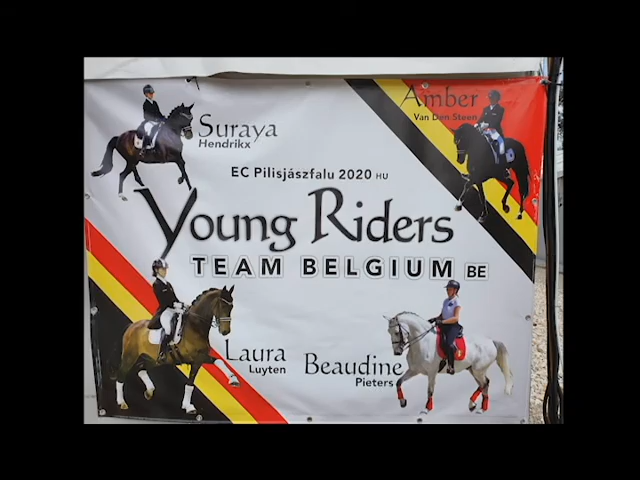 Suraya
Hendrikx
Amber
Van Den Steen
EC Pilisjászfalu 2020 HU
Young Riders
TEAM BELGIUM BE
Laura
Luyten
Beaudine
Pieters